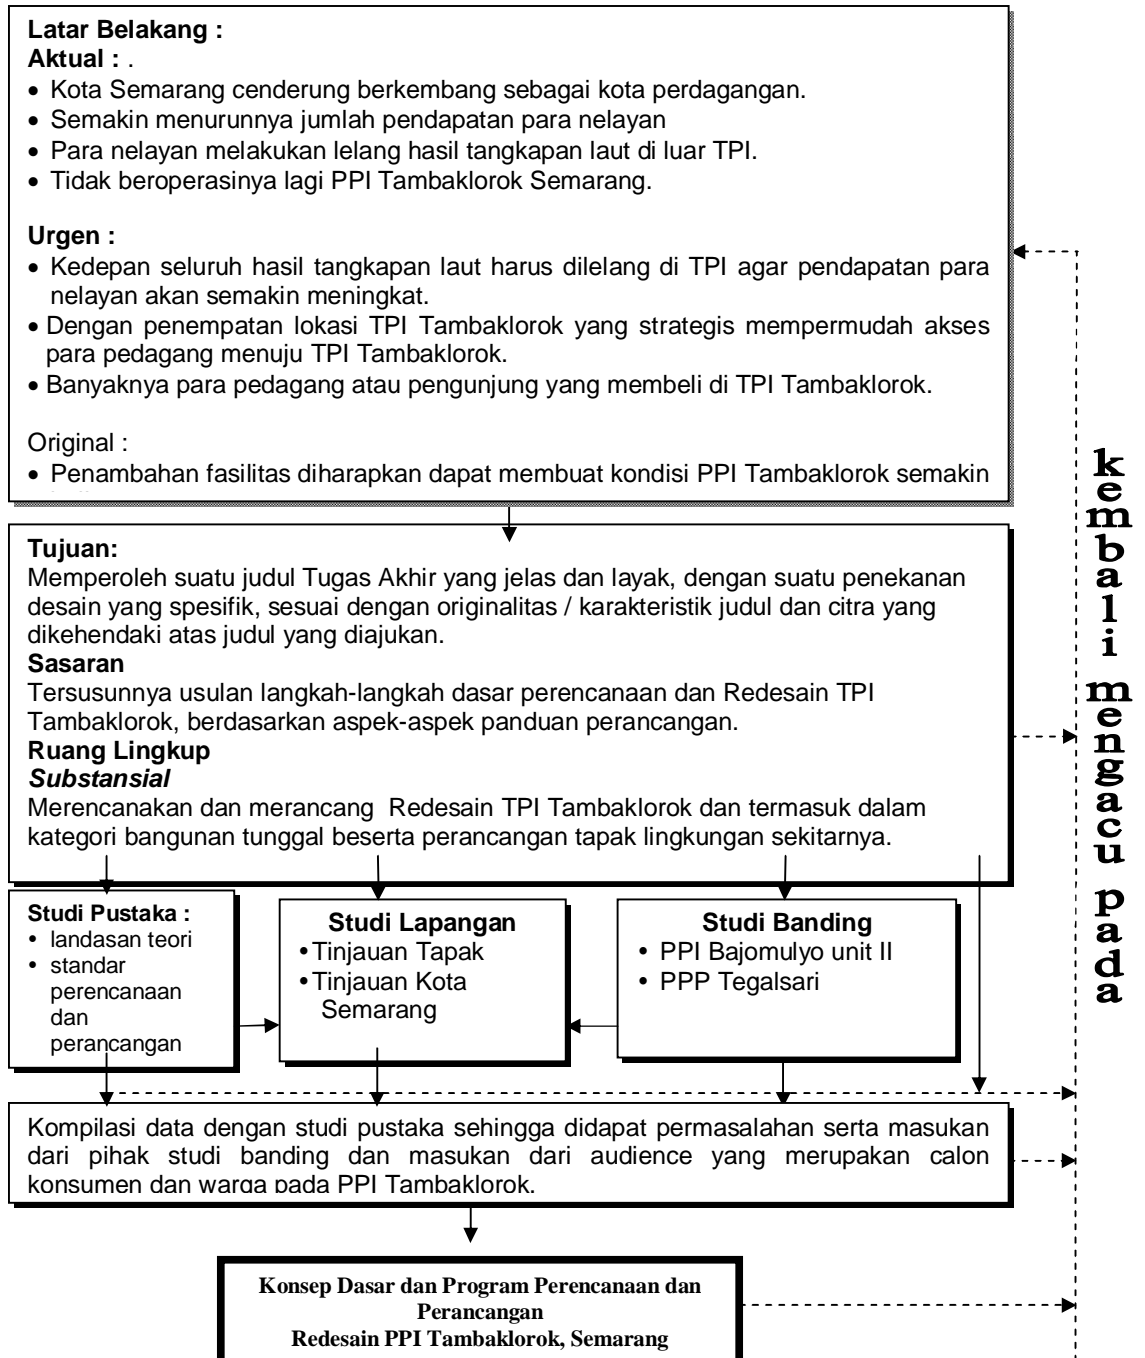 Latar Belakang :
Aktual : .
• Kota Semarang cenderung berkembang sebagai kota perdagangan.
• Semakin menurunnya jumlah pendapatan para nelayan
• Para nelayan melakukan lelang hasil tangkapan laut di luar TPI.
• Tidak beroperasinya lagi PPI Tambaklorok Semarang.
Urgen :
• Kedepan seluruh hasil tangkapan laut harus dilelang di TPI agar pendapatan para
nelayan akan semakin meningkat.
• Dengan penempatan lokasi TPI Tambaklorok yang strategis mempermudah akses
para pedagang menuju TPI Tambaklorok.
• Banyaknya para pedagang atau pengunjung yang membeli di TPI Tambaklorok.
Original :
• Penambahan fasilitas diharapkan dapat membuat kondisi PPI Tambaklorok semakin
Tujuan:
Memperoleh suatu judul Tugas Akhir yang jelas dan layak, dengan suatu penekanan
desain yang spesifik, sesuai dengan originalitas / karakteristik judul dan citra yang
dikehendaki atas judul yang diajukan.
Sasaran
Tersusunnya usulan langkah-langkah dasar perencanaan dan Redesain TPI
Tambaklorok, berdasarkan aspek-aspek panduan perancangan.
Ruang Lingkup
Substansial
Merencanakan dan merancang Redesain TPI Tambaklorok dan termasuk dalam
kategori bangunan tunggal beserta perancangan tapak lingkungan sekitarnya.
Studi Pustaka :
• landasan teori
• standar
perencanaan
dan
perancangan
Studi Lapangan
• Tinjauan Tapak
• Tinjauan Kota
Semarang
Studi Banding
• PPI Bajomulyo unit II
• PPP Tegalsari
Kompilasi data dengan studi pustaka sehingga didapat permasalahan serta masukan
dari pihak studi banding dan masukan dari audience yang merupakan calon
konsumen dan warga pada PPI Tambaklorok.
Konsep Dasar dan Program Perencanaan dan
Perancangan
Redesain PPI Tambaklorok, Semarang
kembali mengacu pada